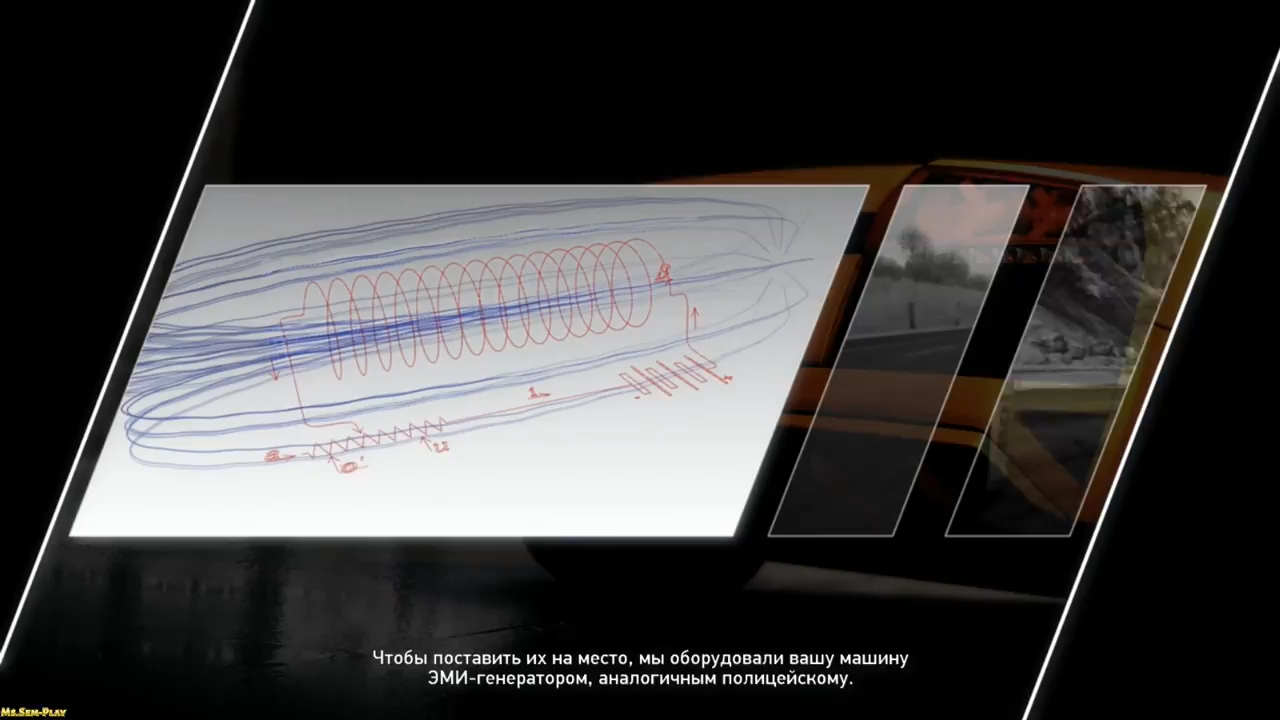 Чтобы поставить их на место, мы оборудовали вашу машину
ЭМИ-генератором, аналогичным полицейскому.
Ms.Sem-Play